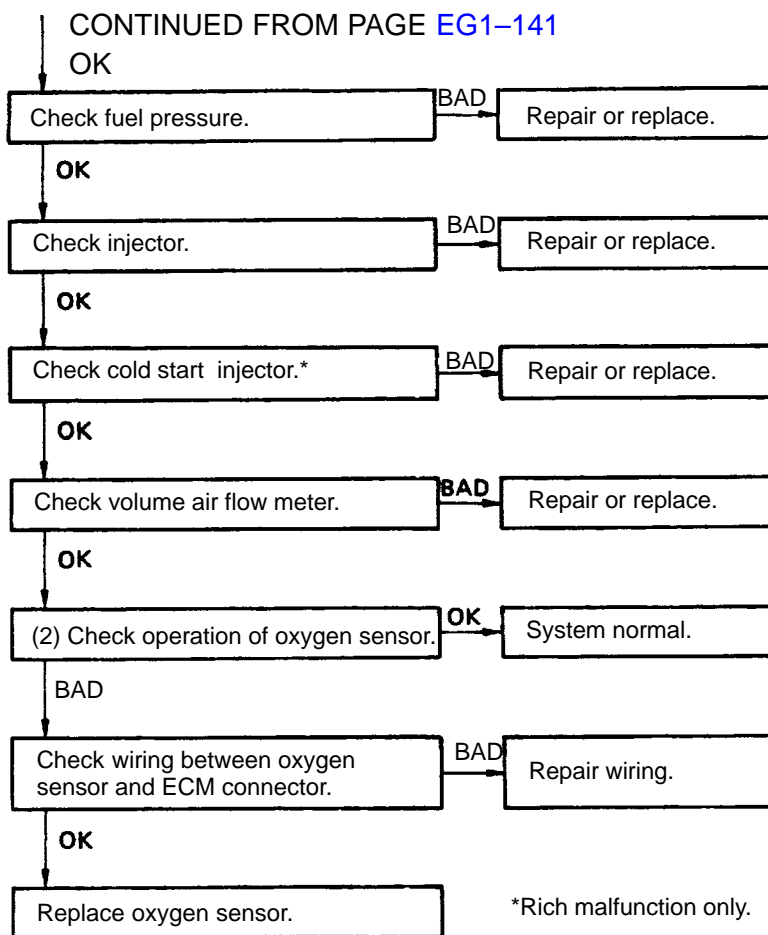 CONTINUED FROM PAGE EG1–141
OK
Check fuel pressure.
BAD
Repair or replace.
OK
Check injector.
BAD
Repair or replace.
OK
Check cold start injector.*
BAD
Repair or replace.
OK
Check volume air flow meter.
BAD
Repair or replace.
OK
(2) Check operation of oxygen sensor.
OK
System normal.
BAD
Check wiring between oxygen
sensor and ECM connector.
BAD
Repair wiring.
OK
Replace oxygen sensor.
*Rich malfunction only.